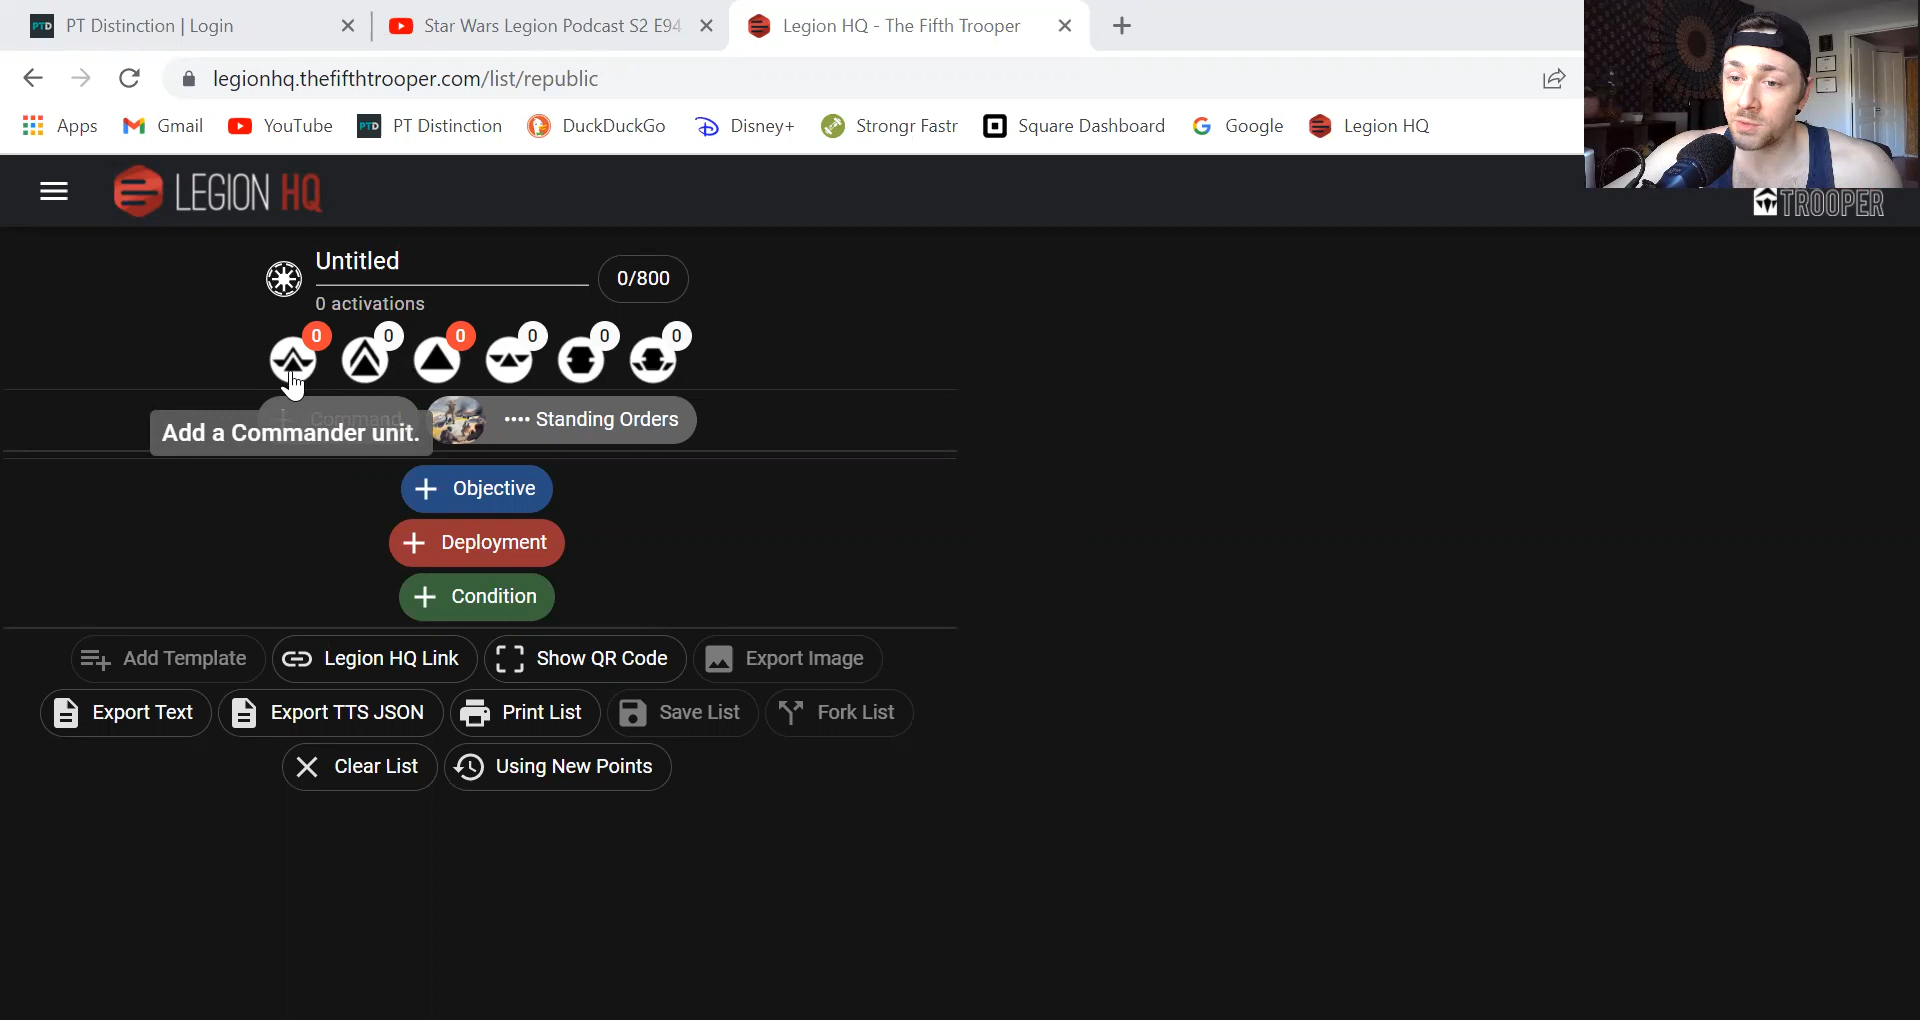 PTD PT Distinction | Login
Star Wars Legion Podcast S2 E94
Legion HQ - The Fifth Trooper
legionhq.thefifthtrooper.com/list/republic
Apps
Gmail
YouTube
PTD PT Distinction
DuckDuckGo
Disney+
Strongr Fastr
Square Dashboard
Google
Legion HQ
LEGION HQ
TROOPER
Untitled
0/800
0 activations
0
0
0
0
0
0
Command
•••• Standing Orders
Add a Commander unit.
Objective
Deployment
Condition
Add Template
Legion HQ Link
Show QR Code
Export Image
Export Text
Export TTS JSON
Print List
Save List
Fork List
Clear List
Using New Points